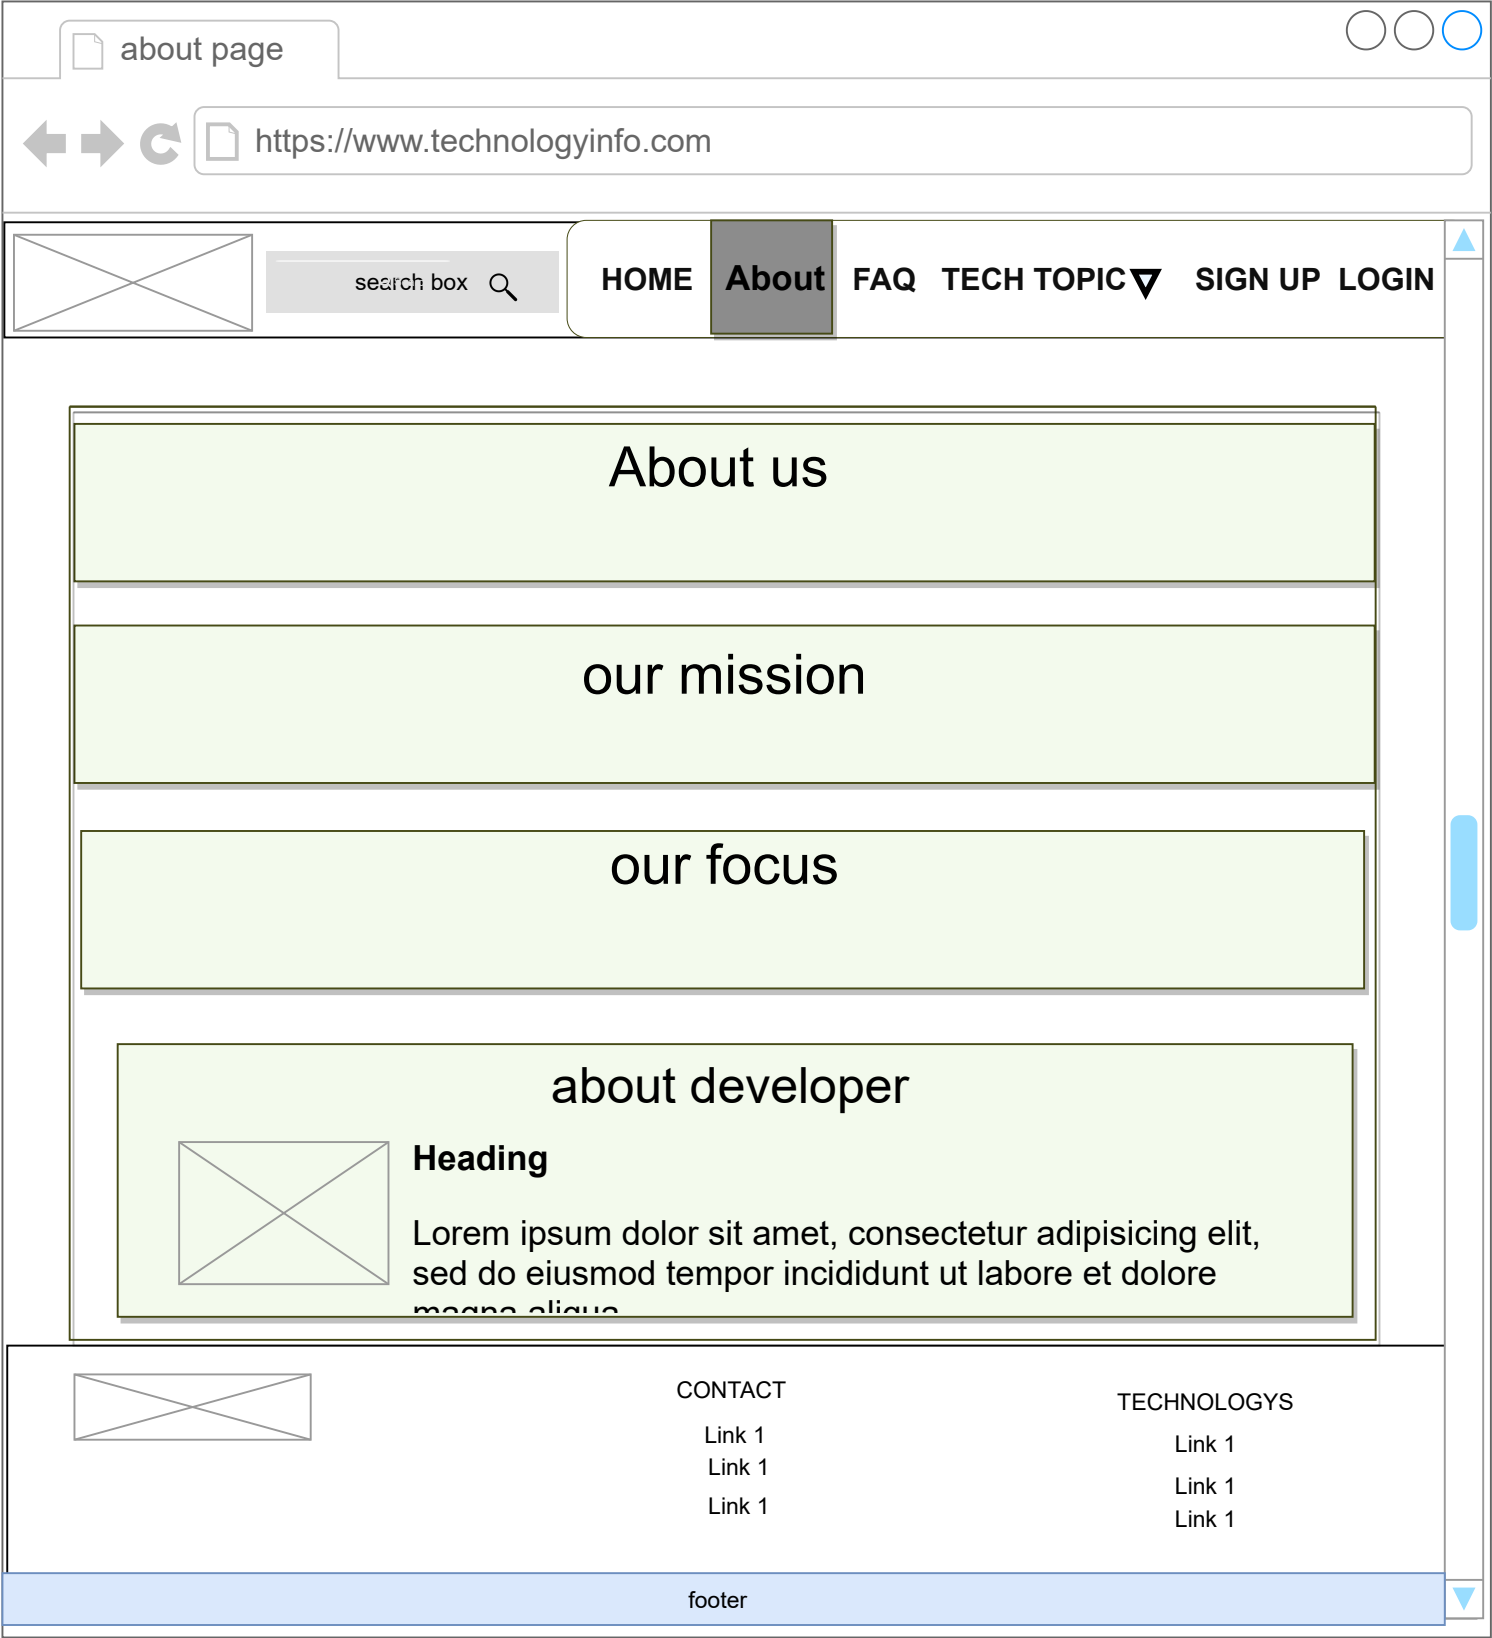 about page
https://www.technologyinfo.com
search box
HOME About FAQ TECH TOPIC SIGN UP LOGIN
About us
our mission
our focus
about developer
Heading
Lorem ipsum dolor sit amet, consectetur adipisicing elit,
sed do eiusmod tempor incididunt ut labore et dolore
magna aliqua.
CONTACT
Link 1
Link 1
Link 1
TECHNOLOGYS
Link 1
Link 1
Link 1
footer